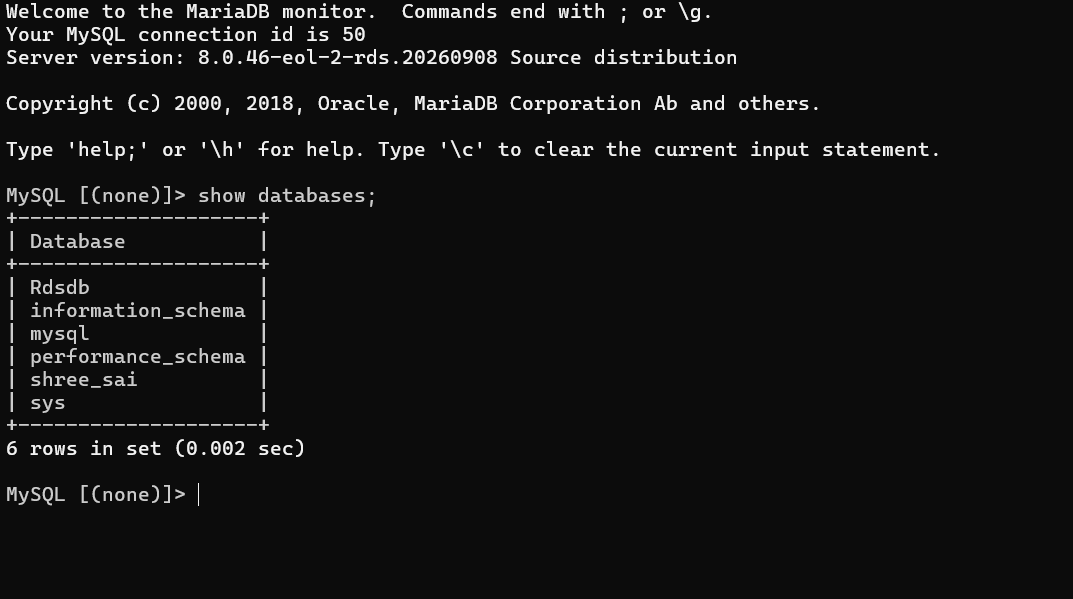 Welcome to the MariaDB monitor.  Commands end with ; or \g.
Your MySQL connection id is 50
Server version: 8.0.46-eol-2-rds.20260908 Source distribution

Copyright (c) 2000, 2018, Oracle, MariaDB Corporation Ab and others.

Type 'help;' or '\h' for help. Type '\c' to clear the current input statement.

MySQL [(none)]> show databases;
+--------------------+
| Database           |
+--------------------+
| Rdsdb              |
| information_schema |
| mysql              |
| performance_schema |
| shree_sai          |
| sys                |
+--------------------+
6 rows in set (0.002 sec)

MySQL [(none)]>